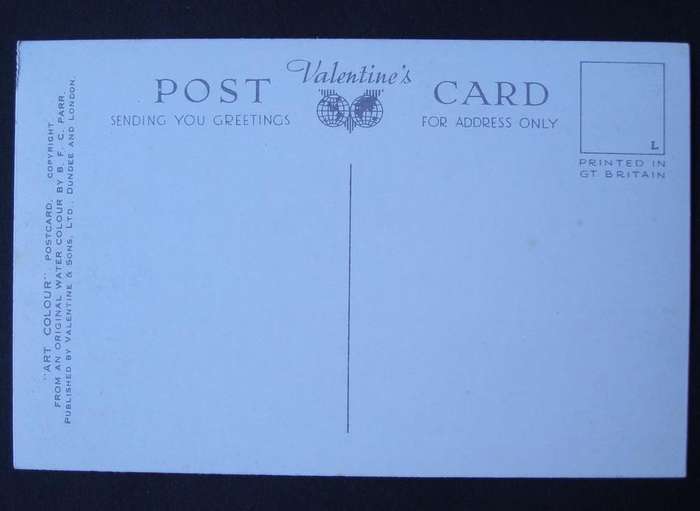 POST Valentine's CARD
SENDING YOU GREETINGS
FOR ADDRESS ONLY
L
PRINTED IN
GT BRITAIN
"ART COLOUR" POSTCARD. COPYRIGHT
FROM AN ORIGINAL WATER COLOUR BY B. F. C. PARR.
PUBLISHED BY VALENTINE & SONS, LTD., DUNDEE AND LONDON.